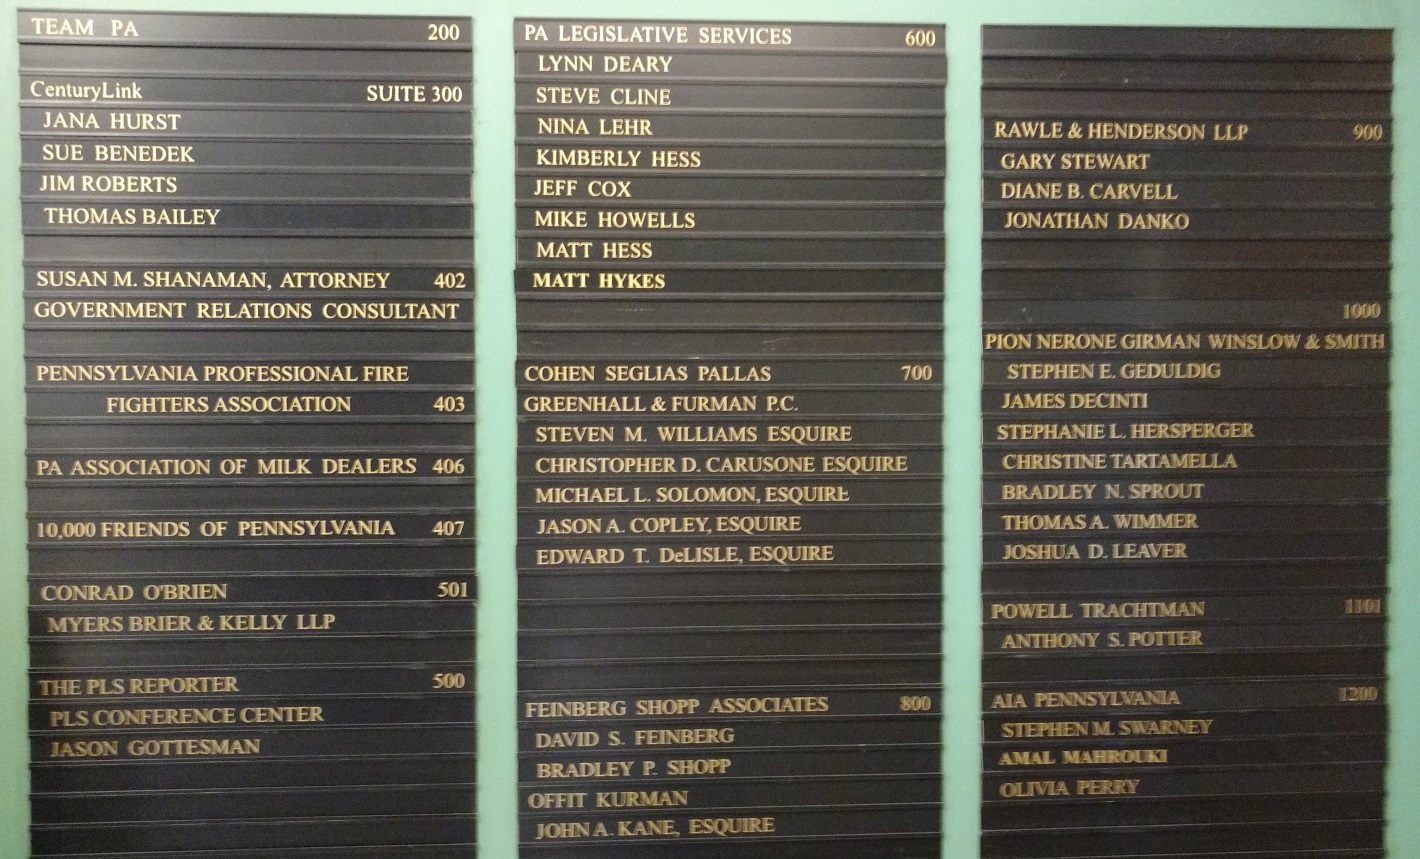 TEAM PA 200
CenturyLink SUITE 300
JANA HURST
SUE BENEDEK
JIM ROBERTS
THOMAS BAILEY
SUSAN M. SHANAMAN, ATTORNEY 402
GOVERNMENT RELATIONS CONSULTANT
PENNSYLVANIA PROFESSIONAL FIRE
FIGHTERS ASSOCIATION 403
PA ASSOCIATION OF MILK DEALERS 406
10,000 FRIENDS OF PENNSYLVANIA 407
CONRAD O'BRIEN 501
MYERS BRIER & KELLY LLP
THE PLS REPORTER 500
PLS CONFERENCE CENTER
JASON GOTTESMAN
PA LEGISLATIVE SERVICES 600
LYNN DEARY
STEVE CLINE
NINA LEHR
KIMBERLY HESS
JEFF COX
MIKE HOWELLS
MATT HESS
MATT HYKES
COHEN SEGLIAS PALLAS 700
GREENHALL & FURMAN P.C.
STEVEN M. WILLIAMS ESQUIRE
CHRISTOPHER D. CARUSONE ESQUIRE
MICHAEL L. SOLOMON, ESQUIRE
JASON A. COPLEY, ESQUIRE
EDWARD T. DeLISLE, ESQUIRE
FEINBERG SHOPP ASSOCIATES 800
DAVID S. FEINBERG
BRADLEY P. SHOPP
OFFIT KURMAN
JOHN A. KANE, ESQUIRE
RAWLE & HENDERSON LLP 900
GARY STEWART
DIANE B. CARVELL
JONATHAN DANKO
1000
PION NERONE GIRMAN WINSLOW & SMITH
STEPHEN E. GEDULDIG
JAMES DECINTI
STEPHANIE L. HERSPERGER
CHRISTINE TARTAMELLA
BRADLEY N. SPROUT
THOMAS A. WIMMER
JOSHUA D. LEAVER
POWELL TRACHTMAN 1101
ANTHONY S. POTTER
AIA PENNSYLVANIA 1200
STEPHEN M. SWARNEY
AMAL MAHROUKI
OLIVIA PERRY